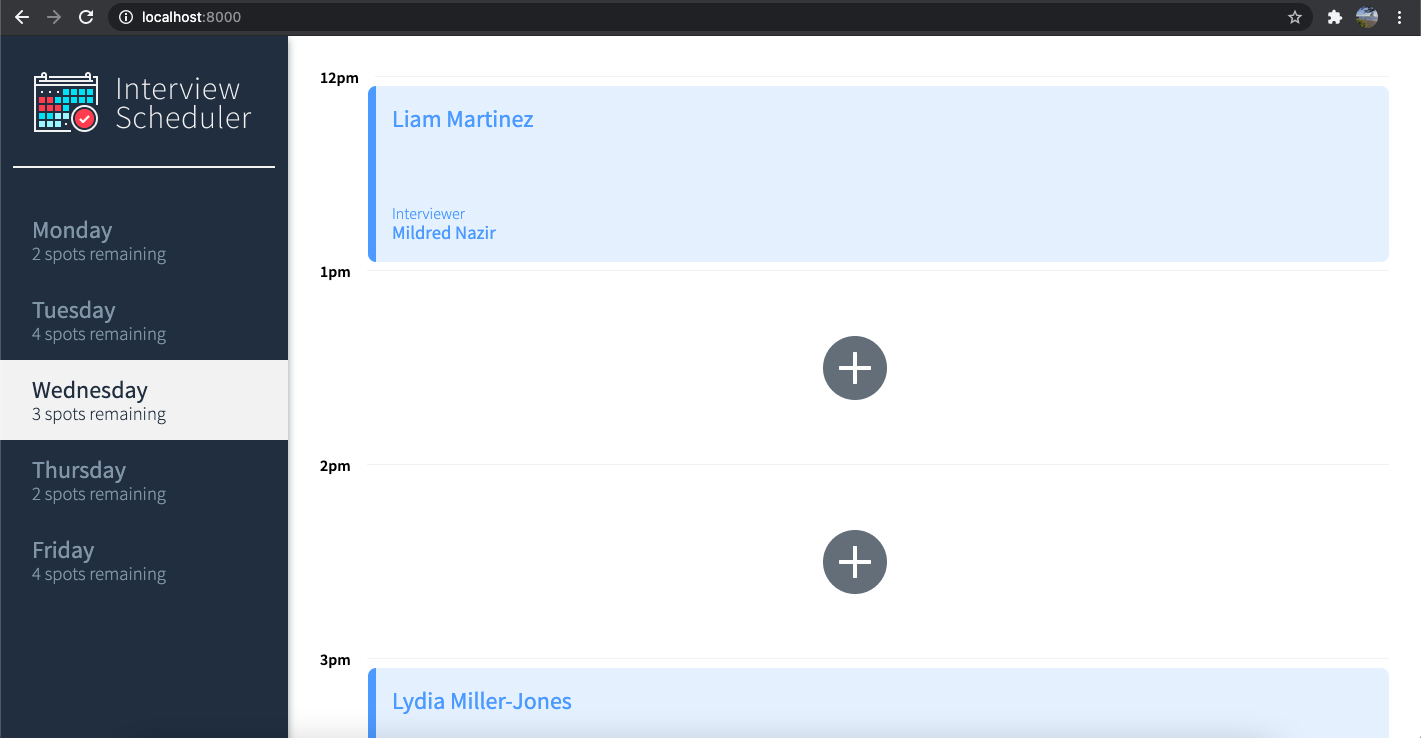 localhost:8000
Interview
Scheduler
Monday
2 spots remaining
Tuesday
4 spots remaining
Wednesday
3 spots remaining
Thursday
2 spots remaining
Friday
4 spots remaining
12pm
Liam Martinez
Interviewer
Mildred Nazir
1pm
2pm
3pm
Lydia Miller-Jones